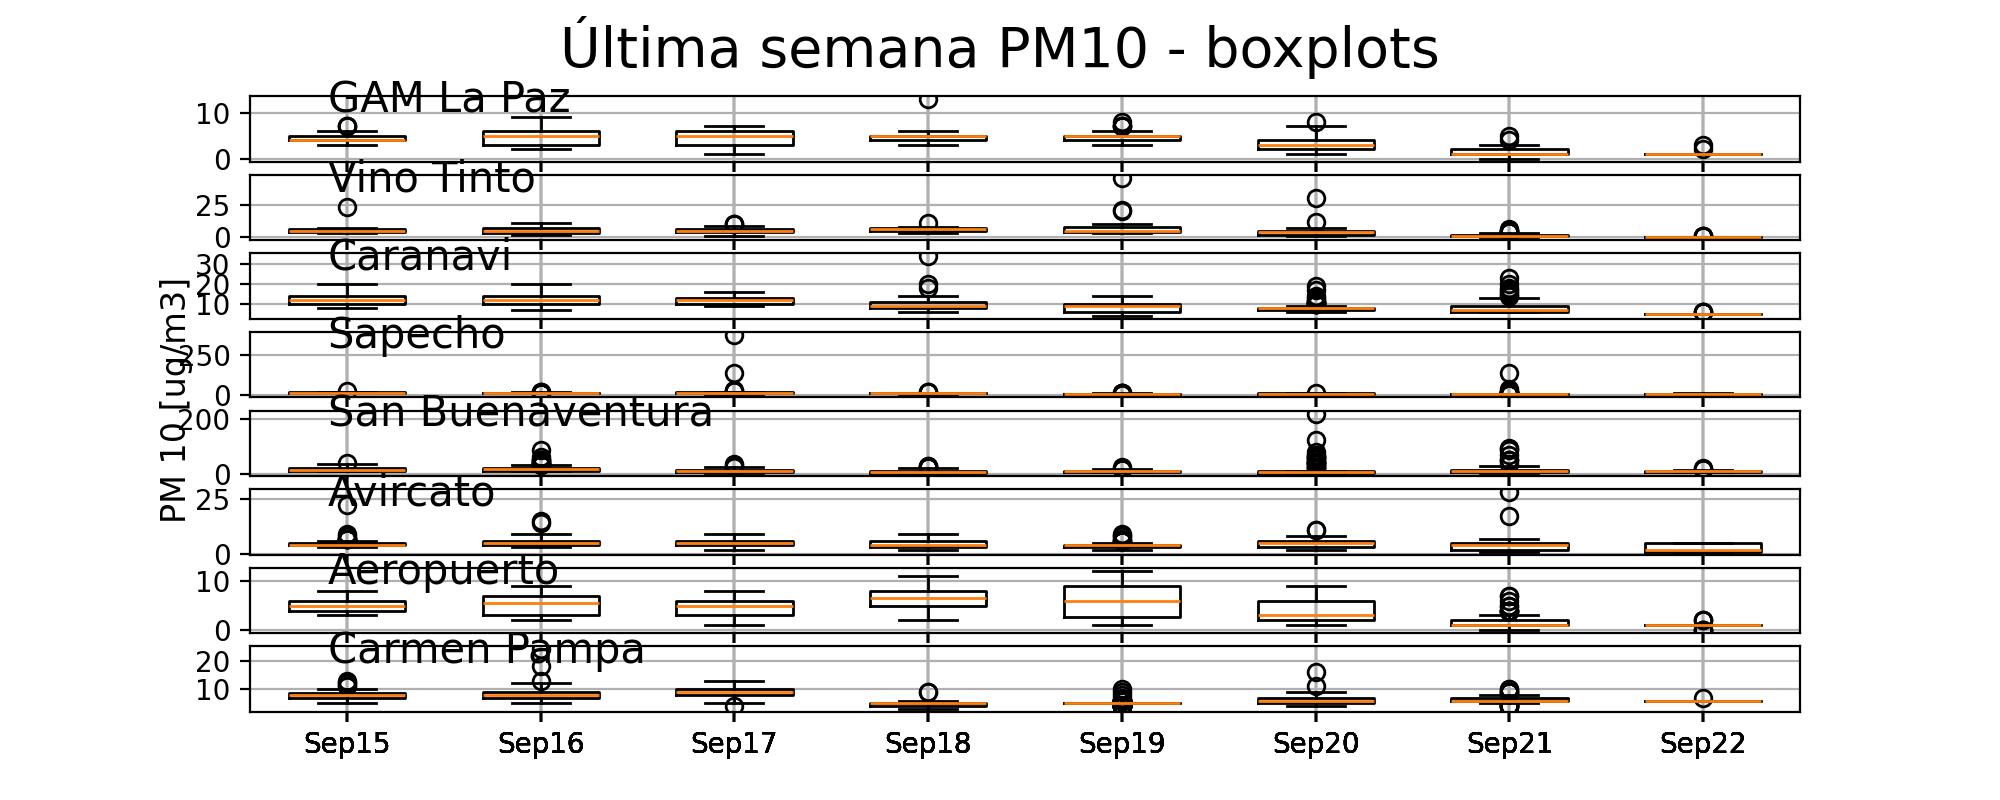 Última semana PM10 - boxplots
GAM La Paz
10
0
Vino Tinto
25
0
Caranavi
30
20
10
Sapecho
250
0
San Buenaventura
200
0
Avircato
25
0
Aeropuerto
10
0
Carmen Pampa
20
10
PM 10 [ug/m3]
Sep15 Sep16 Sep17 Sep18 Sep19 Sep20 Sep21 Sep22